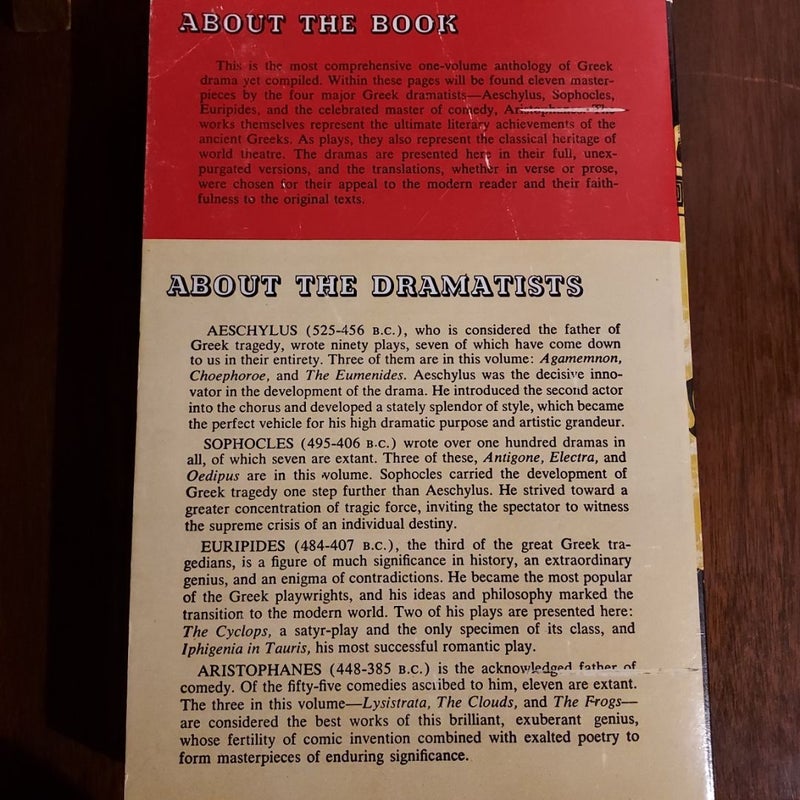 ABOUT THE BOOK
This is the most comprehensive one-volume anthology of Greek
drama yet compiled. Within these pages will be found eleven master-
pieces by the four major Greek dramatists—Aeschylus, Sophocles,
Euripides, and the celebrated master of comedy, Aristophanes. The
works themselves represent the ultimate literary achievements of the
ancient Greeks. As plays, they also represent the classical heritage of
world theatre. The dramas are presented here in their full, unex-
purgated versions, and the translations, whether in verse or prose,
were chosen for their appeal to the modern reader and their faith-
fulness to the original texts.
ABOUT THE DRAMATISTS
AESCHYLUS (525-456 B.C.), who is considered the father of
Greek tragedy, wrote ninety plays, seven of which have come down
to us in their entirety. Three of them are in this volume: Agamemnon,
Choephoroe, and The Eumenides. Aeschylus was the decisive inno-
vator in the development of the drama. He introduced the second actor
into the chorus and developed a stately splendor of style, which became
the perfect vehicle for his high dramatic purpose and artistic grandeur.
SOPHOCLES (495-406 B.C.) wrote over one hundred dramas in
all, of which seven are extant. Three of these, Antigone, Electra, and
Oedipus are in this volume. Sophocles carried the development of
Greek tragedy one step further than Aeschylus. He strived toward a
greater concentration of tragic force, inviting the spectator to witness
the supreme crisis of an individual destiny.
EURIPIDES (484-407 B.C.), the third of the great Greek tra-
gedians, is a figure of much significance in history, an extraordinary
genius, and an enigma of contradictions. He became the most popular
of the Greek playwrights, and his ideas and philosophy marked the
transition to the modern world. Two of his plays are presented here:
The Cyclops, a satyr-play and the only specimen of its class, and
Iphigenia in Tauris, his most successful romantic play.
ARISTOPHANES (448-385 B.C.) is the acknowledged father of
comedy. Of the fifty-five comedies ascribed to him, eleven are extant.
The three in this volume—Lysistrata, The Clouds, and The Frogs—
are considered the best works of this brilliant, exuberant genius,
whose fertility of comic invention combined with exalted poetry to
form masterpieces of enduring significance.